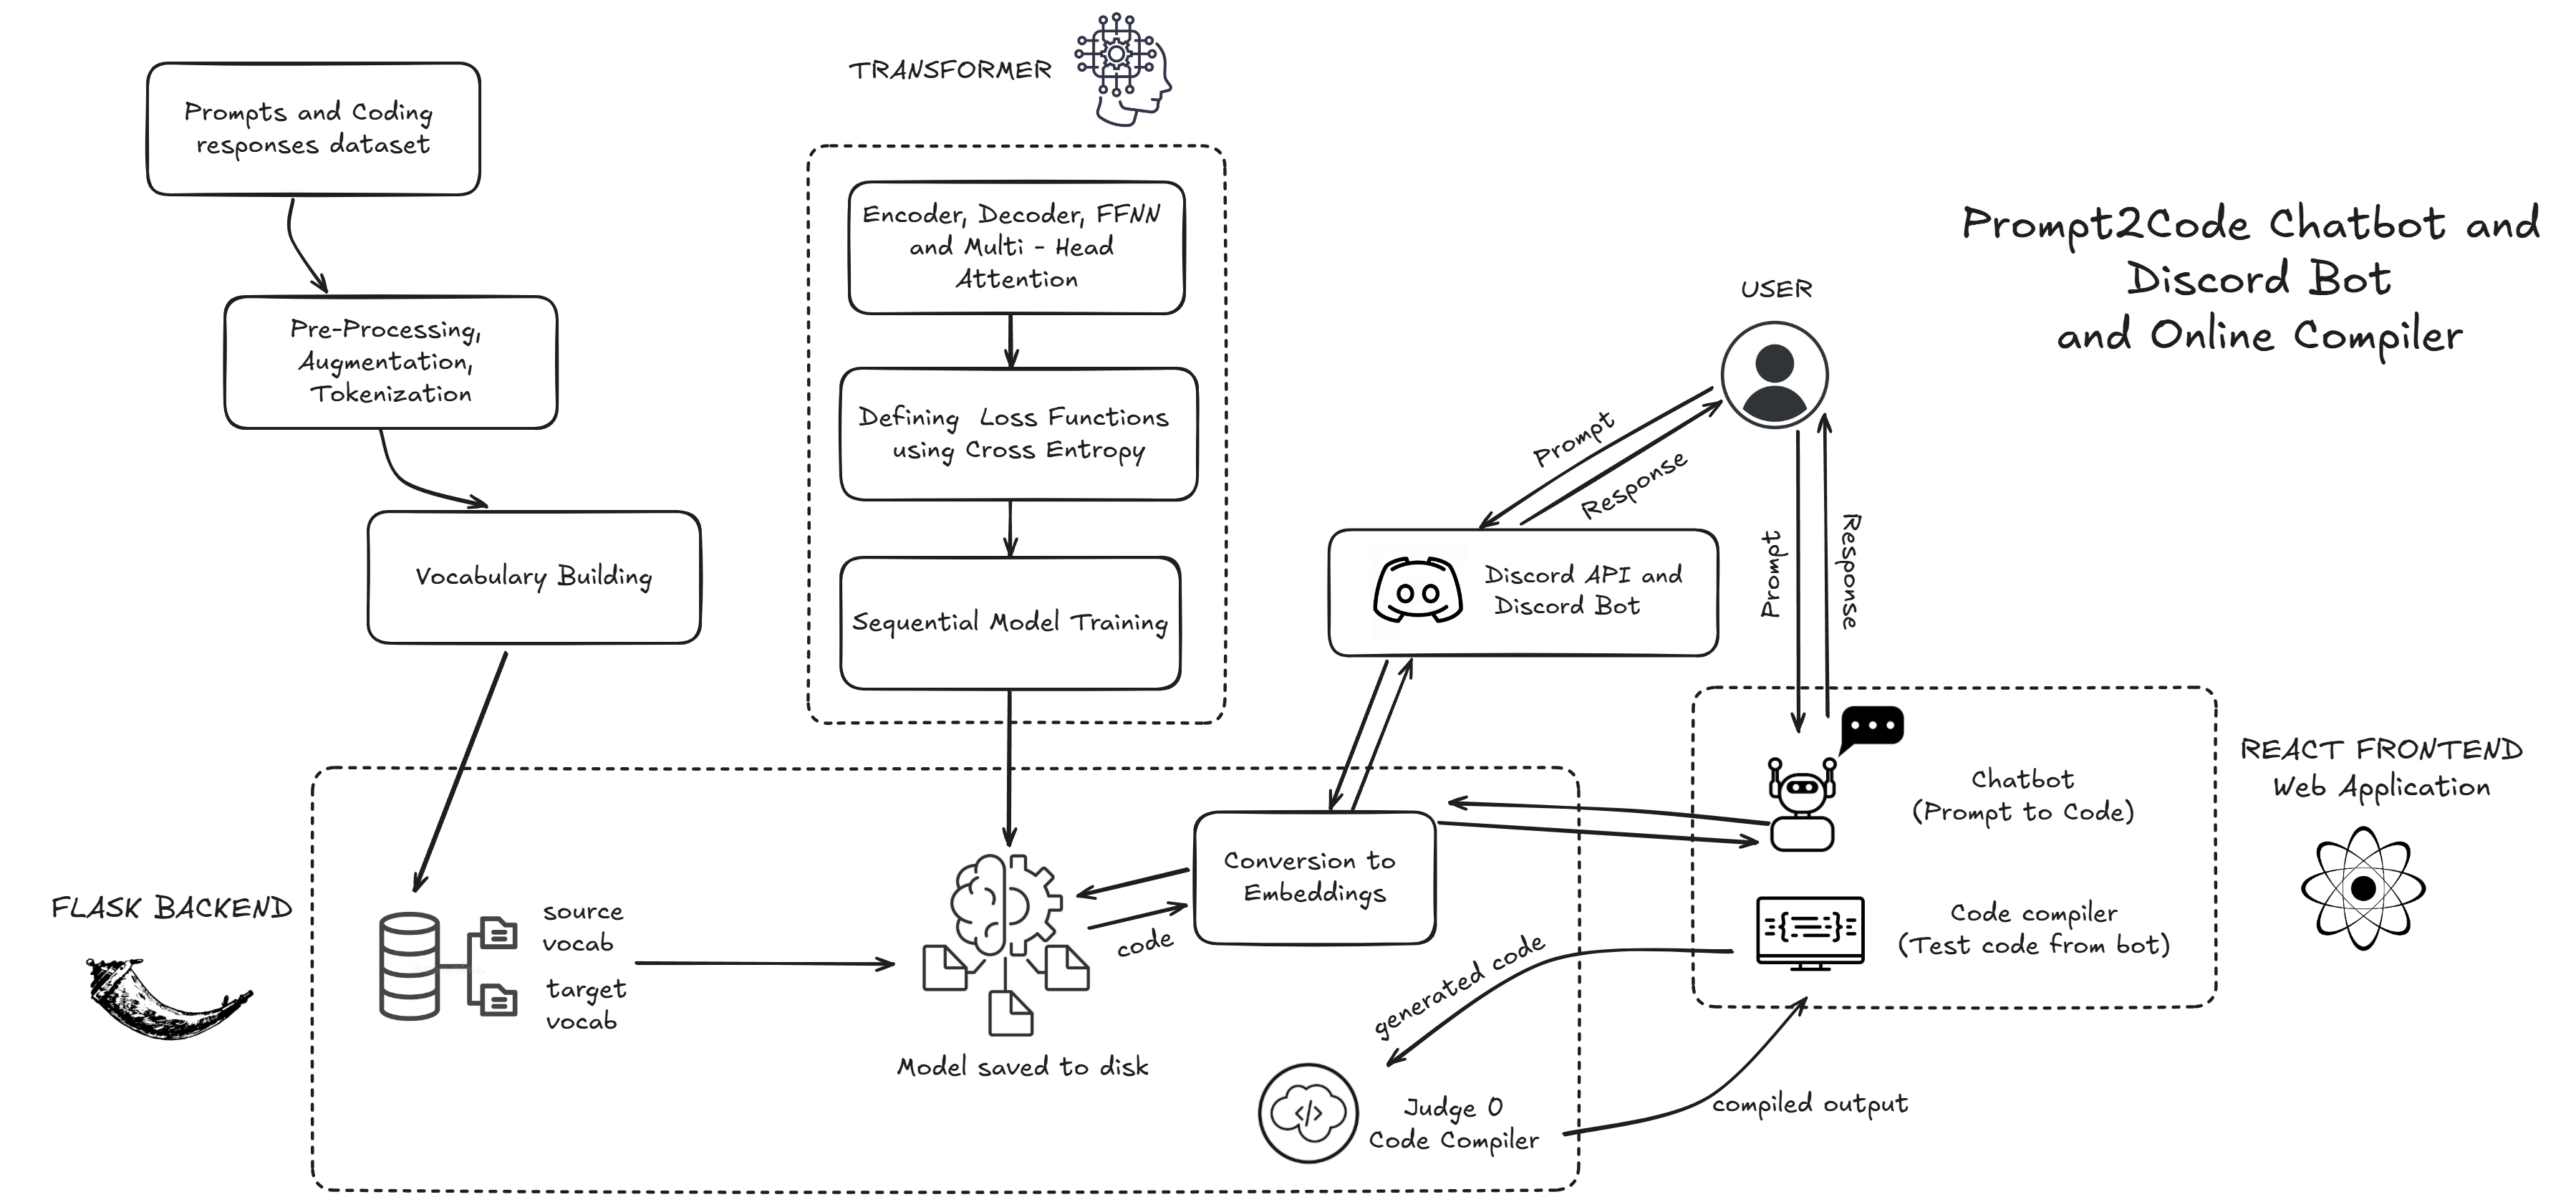 TRANSFORMER
Prompts and Coding
responses dataset
Encoder, Decoder, FFNN
and Multi - Head
Attention
Prompt2Code Chatbot and
Discord Bot
and Online Compiler
USER
Pre-Processing,
Augmentation,
Tokenization
Defining Loss Functions
using Cross Entropy
Prompt
Response
Prompt
Response
Vocabulary Building
Sequential Model Training
Discord API and
Discord Bot
REACT FRONTEND
Web Application
Chatbot
(Prompt to Code)
Conversion to
Embeddings
FLASK BACKEND
source
vocab
target
vocab
code
Code compiler
(Test code from bot)
generated code
Model saved to disk
Judge 0
Code Compiler
compiled output